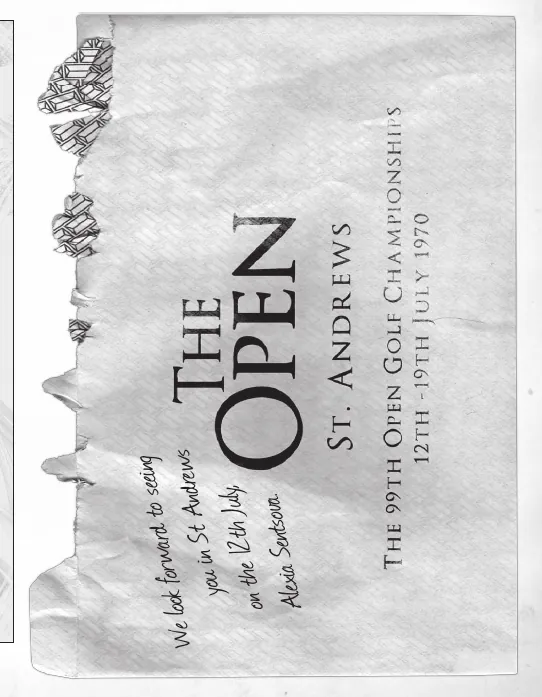 THE
OPEN
ST. ANDREWS
THE 99TH OPEN GOLF CHAMPIONSHIPS
12TH -19TH JULY 1970
We look forward to seeing
you in St Andrews
on the 12th July,
Alexia Sentsova.